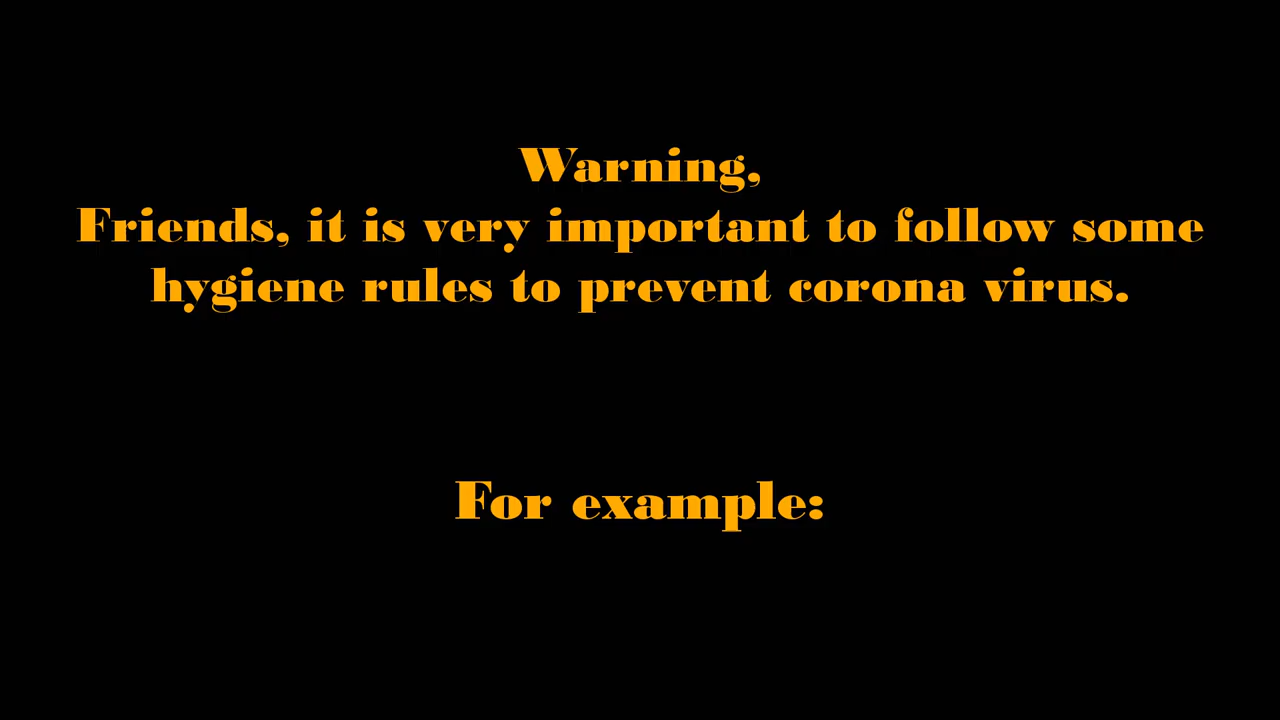 Warning,
Friends, it is very important to follow some
hygiene rules to prevent corona virus.
For example: